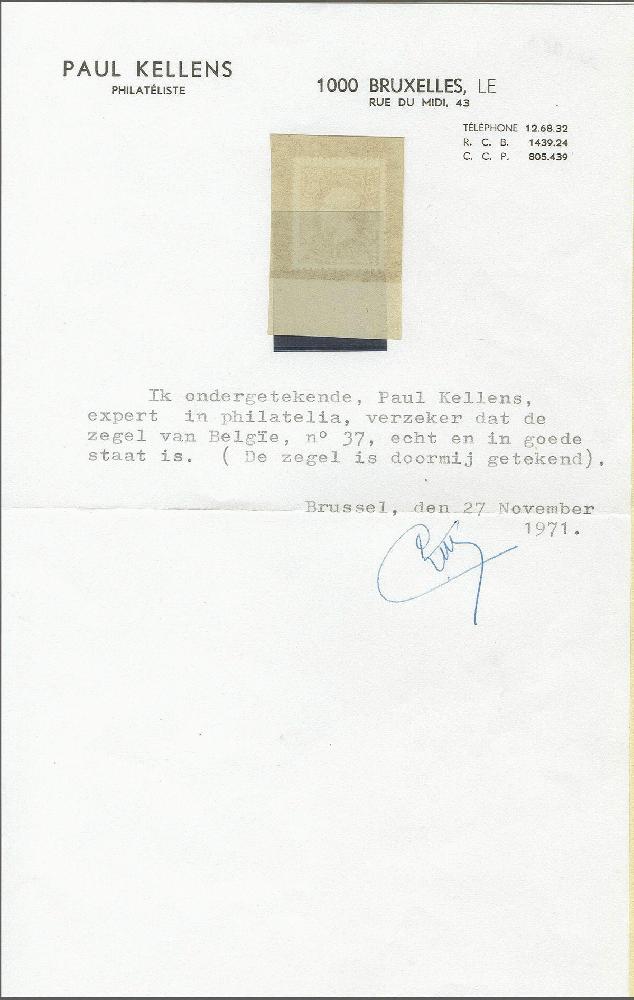 PAUL KELLENS
PHILATÉLISTE
1000 BRUXELLES, LE
RUE DU MIDI, 43
TÉLÉPHONE 12.68.32
R. C. B. 1439.24
C. C. P. 805.439
Ik ondergetekende, Paul Kellens,
expert in philatelia, verzeker dat de
zegel van Belgïe, n° 37, echt en in goede
staat is. ( De zegel is doormij getekend).
Brussel, den 27 November
1971.